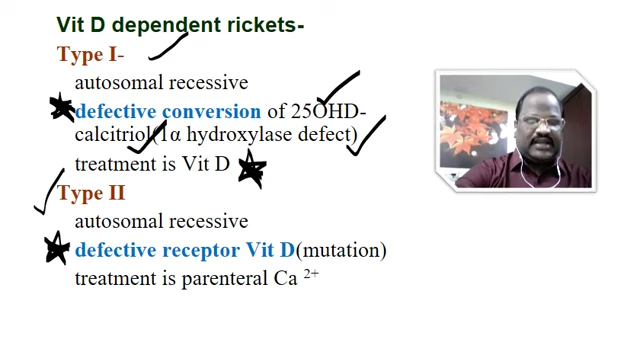 Vit D dependent rickets-
Type I-
autosomal recessive
defective conversion of 25OHD-
calcitriol(1α hydroxylase defect)
treatment is Vit D
Type II
autosomal recessive
defective receptor Vit D(mutation)
treatment is parenteral Ca ²⁺